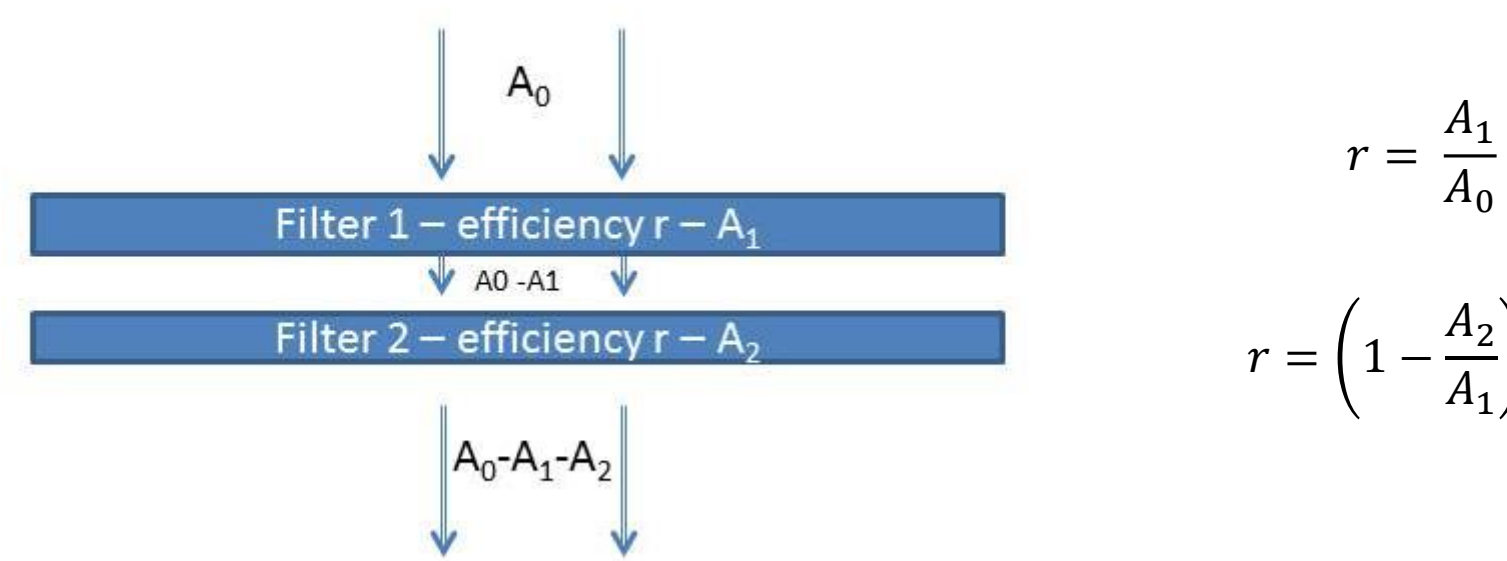 A₀
Filter 1 – efficiency r – A₁
A0 -A1
Filter 2 – efficiency r – A₂
A₀-A₁-A₂
r = A₁/A₀
r = (1 − A₂/A₁)